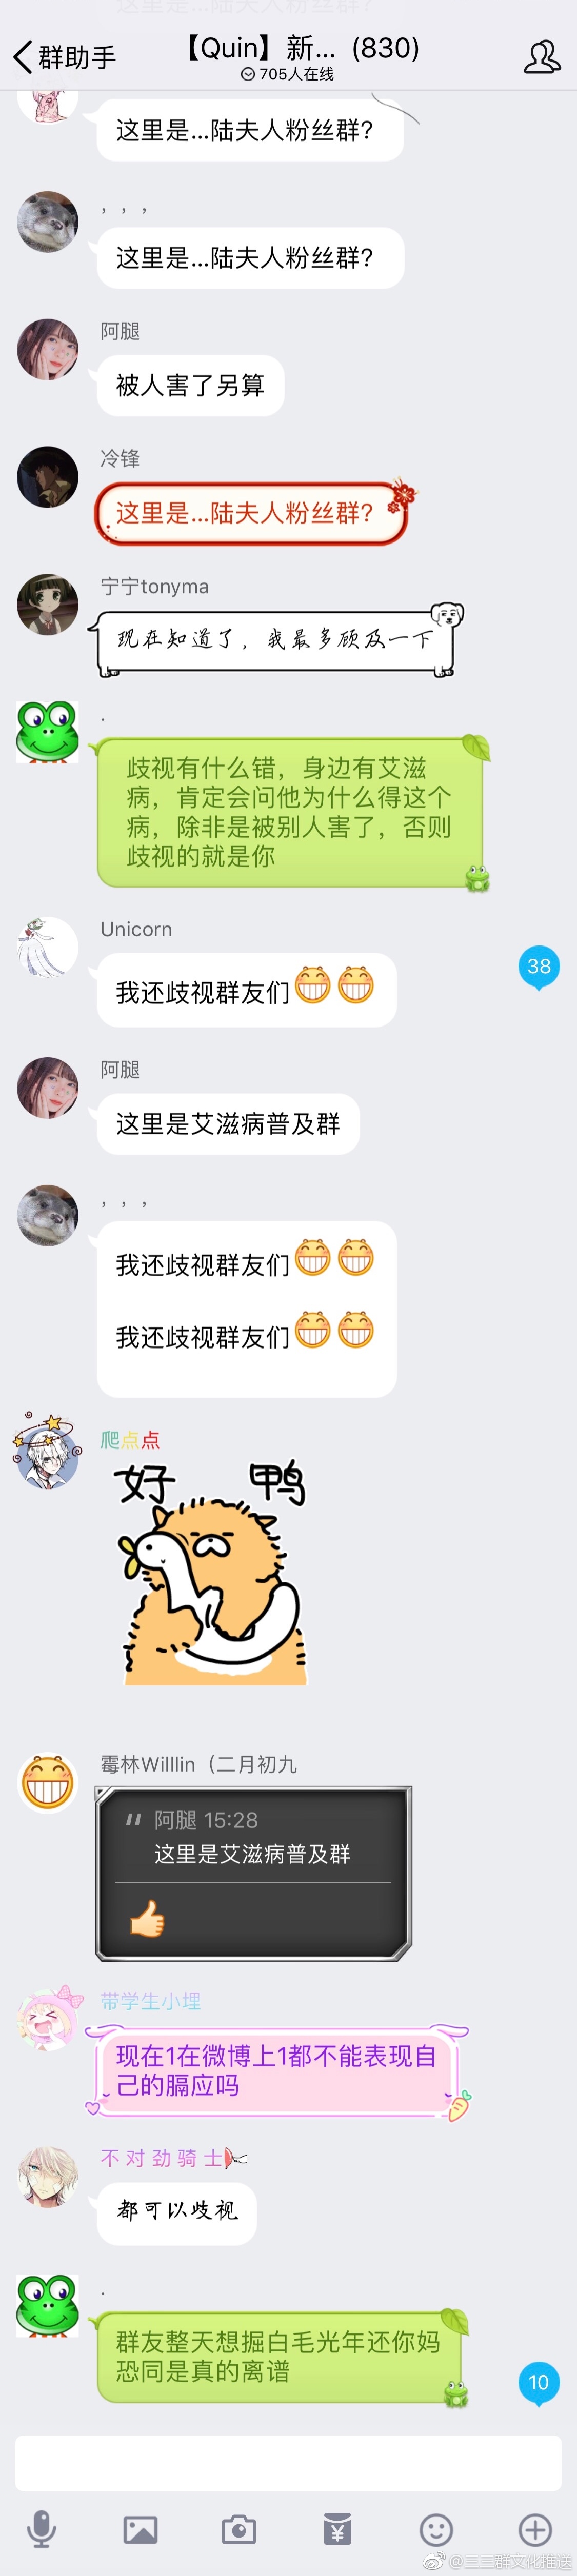 这里是...陆夫人粉丝群?
群助手
【Quin】新... (830)
705人在线
这里是...陆夫人粉丝群?
，，，
这里是...陆夫人粉丝群?
阿腿
被人害了另算
冷锋
这里是...陆夫人粉丝群?
宁宁tonyma
现在知道了，我最多顾及一下
.
歧视有什么错，身边有艾滋
病，肯定会问他为什么得这个
病，除非是被别人害了，否则
歧视的就是你
Unicorn
38
我还歧视群友们
阿腿
这里是艾滋病普及群
，，，
我还歧视群友们
我还歧视群友们
爬点点
好 鸭
霉林Willlin（二月初九
阿腿 15:28
这里是艾滋病普及群
带学生小埋
现在1在微博上1都不能表现自
己的膈应吗
不对劲骑士
都可以歧视
.
群友整天想掘白毛光年还你妈
恐同是真的离谱
10
@三三群文化推送